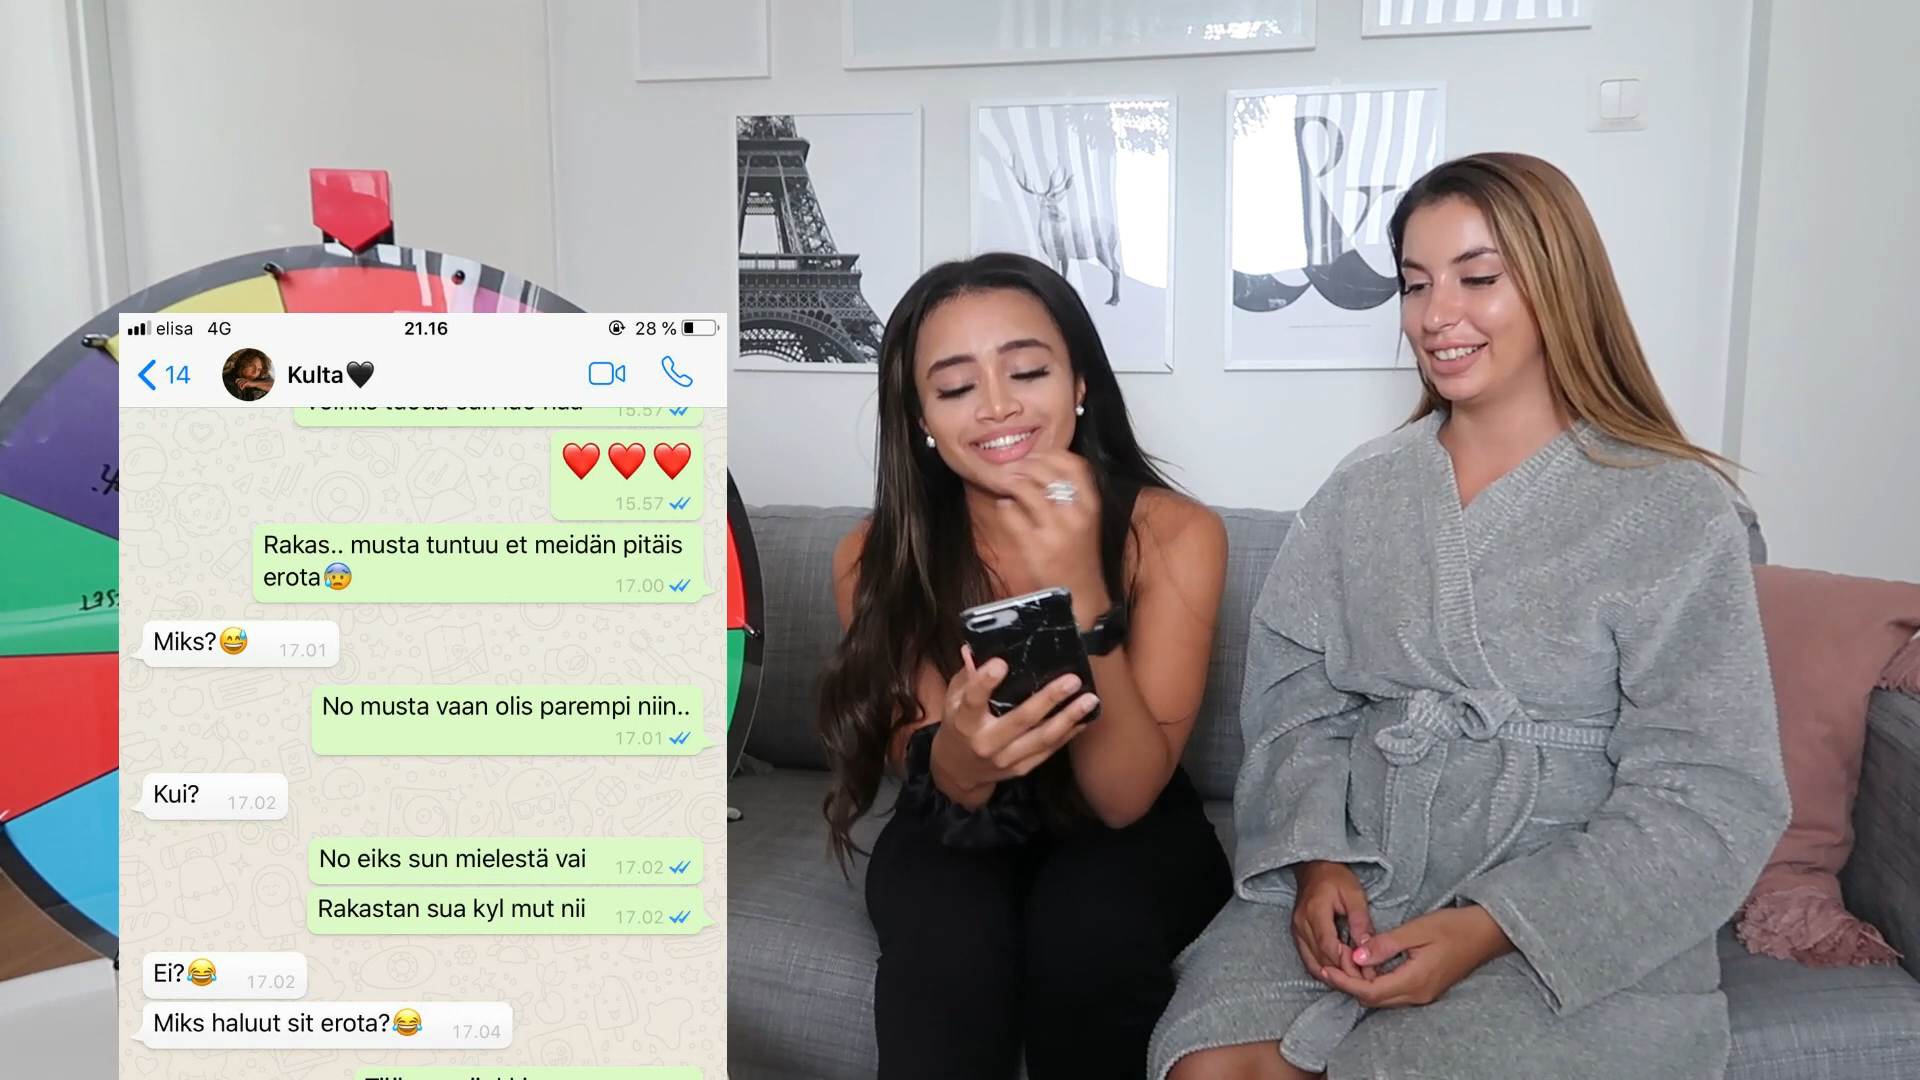 elisa 4G 21.16 28 %
14 Kulta🖤
15.57
❤️❤️❤️
15.57
Rakas.. musta tuntuu et meidän pitäis
erota😰
17.00
Miks?😅 17.01
No musta vaan olis parempi niin..
17.01
Kui? 17.02
No eiks sun mielestä vai 17.02
Rakastan sua kyl mut nii 17.02
Ei?😂 17.02
Miks haluut sit erota?😂 17.04